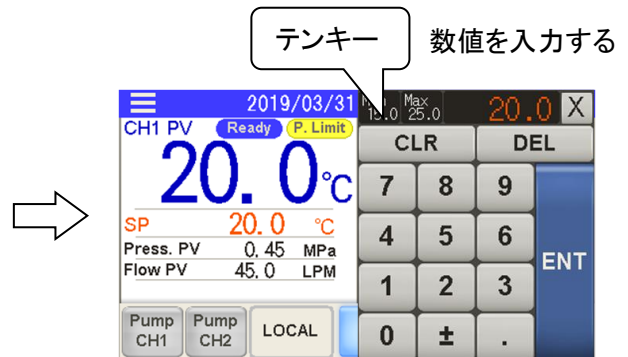 テンキー
数値を入力する
2019/03/31
Max
15.0 25.0
20.0 X
CH1 PV Ready P. Limit
20.0℃
SP 20.0 ℃
Press. PV 0.45 MPa
Flow PV 45.0 LPM
Pump CH1
Pump CH2
LOCAL
CLR DEL
7 8 9
4 5 6
ENT
1 2 3
0 ± .